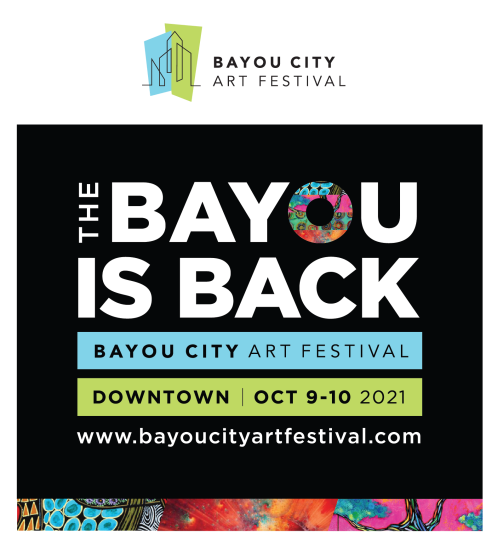 BAYOU CITY
ART FESTIVAL
THE
BAYOU
IS BACK
BAYOU CITY ART FESTIVAL
DOWNTOWN | OCT 9-10 2021
www.bayoucityartfestival.com